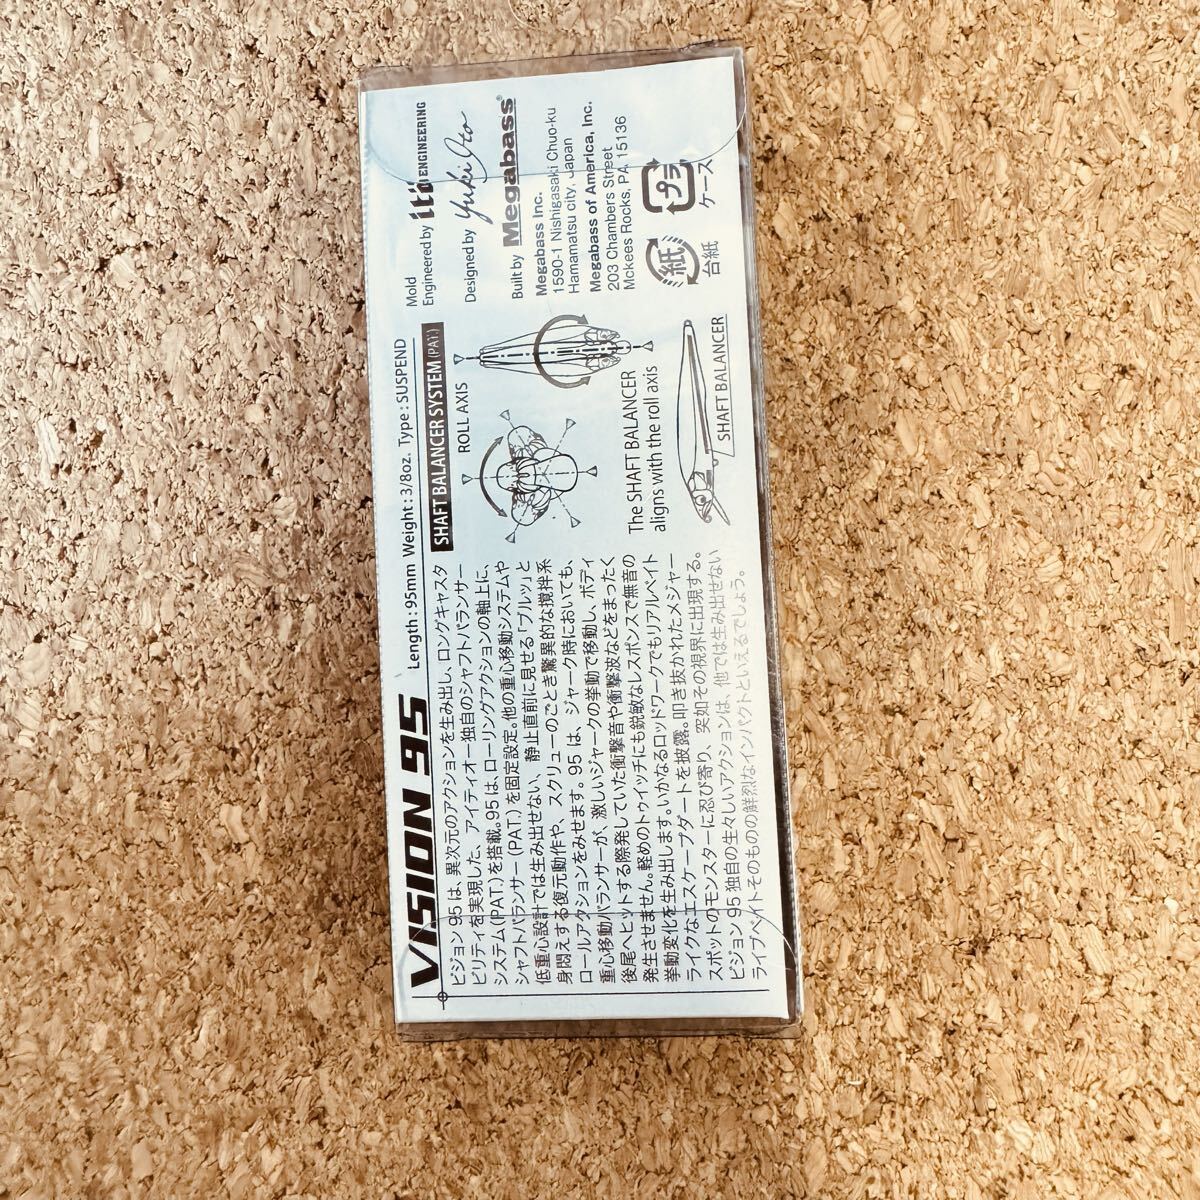 VISION 95 Length : 95mm Weight : 3/8oz. Type : SUSPEND
ビジョン 95 は、異次元のアクションを生み出し、ロングキャスタ
ビリティを実現した、アイティオー独自のシャフトバランサー
システム(PAT.)を搭載。95 は、ローリングアクションの軸上に、
シャフトバランサー(PAT.)を固定設定。他の重心移動システムや
低重心設計では生み出せない、静止直前に見せる「ブルッ」と
身悶えする復元動作や、スクリューのごとき驚異的な撹拌系
ロールアクションをみせます。95 は、ジャーク時においても、
重心移動バランサーが、激しいジャークの挙動で移動し、ボディ
後尾へヒットする際発していた衝撃音や衝撃波などをまったく
発生させません。軽めのトゥイッチにも鋭敏なレスポンスで無音の
挙動変化を生み出します。いかなるロッドワークでもリアルベイト
ライクなエスケープダートを披露。叩き抜かれたメジャー
スポットのモンスターに忍び寄り、突如その視界に出現する。
ビジョン 95 独自の生々しいアクションは、他では生み出せない
ライブベイトそのものの鮮烈なインパクトといえるでしょう。
SHAFT BALANCER SYSTEM (PAT.)
ROLL AXIS
The SHAFT BALANCER
aligns with the roll axis
SHAFT BALANCER
Mold
Engineered by ito ENGINEERING
Designed by Yuki Ito
Built by Megabass®
Megabass Inc.
1590-1 Nishigasaki Chuo-ku
Hamamatsu city, Japan
Megabass of America, Inc.
203 Chambers Street
Mckees Rocks, PA 15136
紙
台紙
プラ
ケース